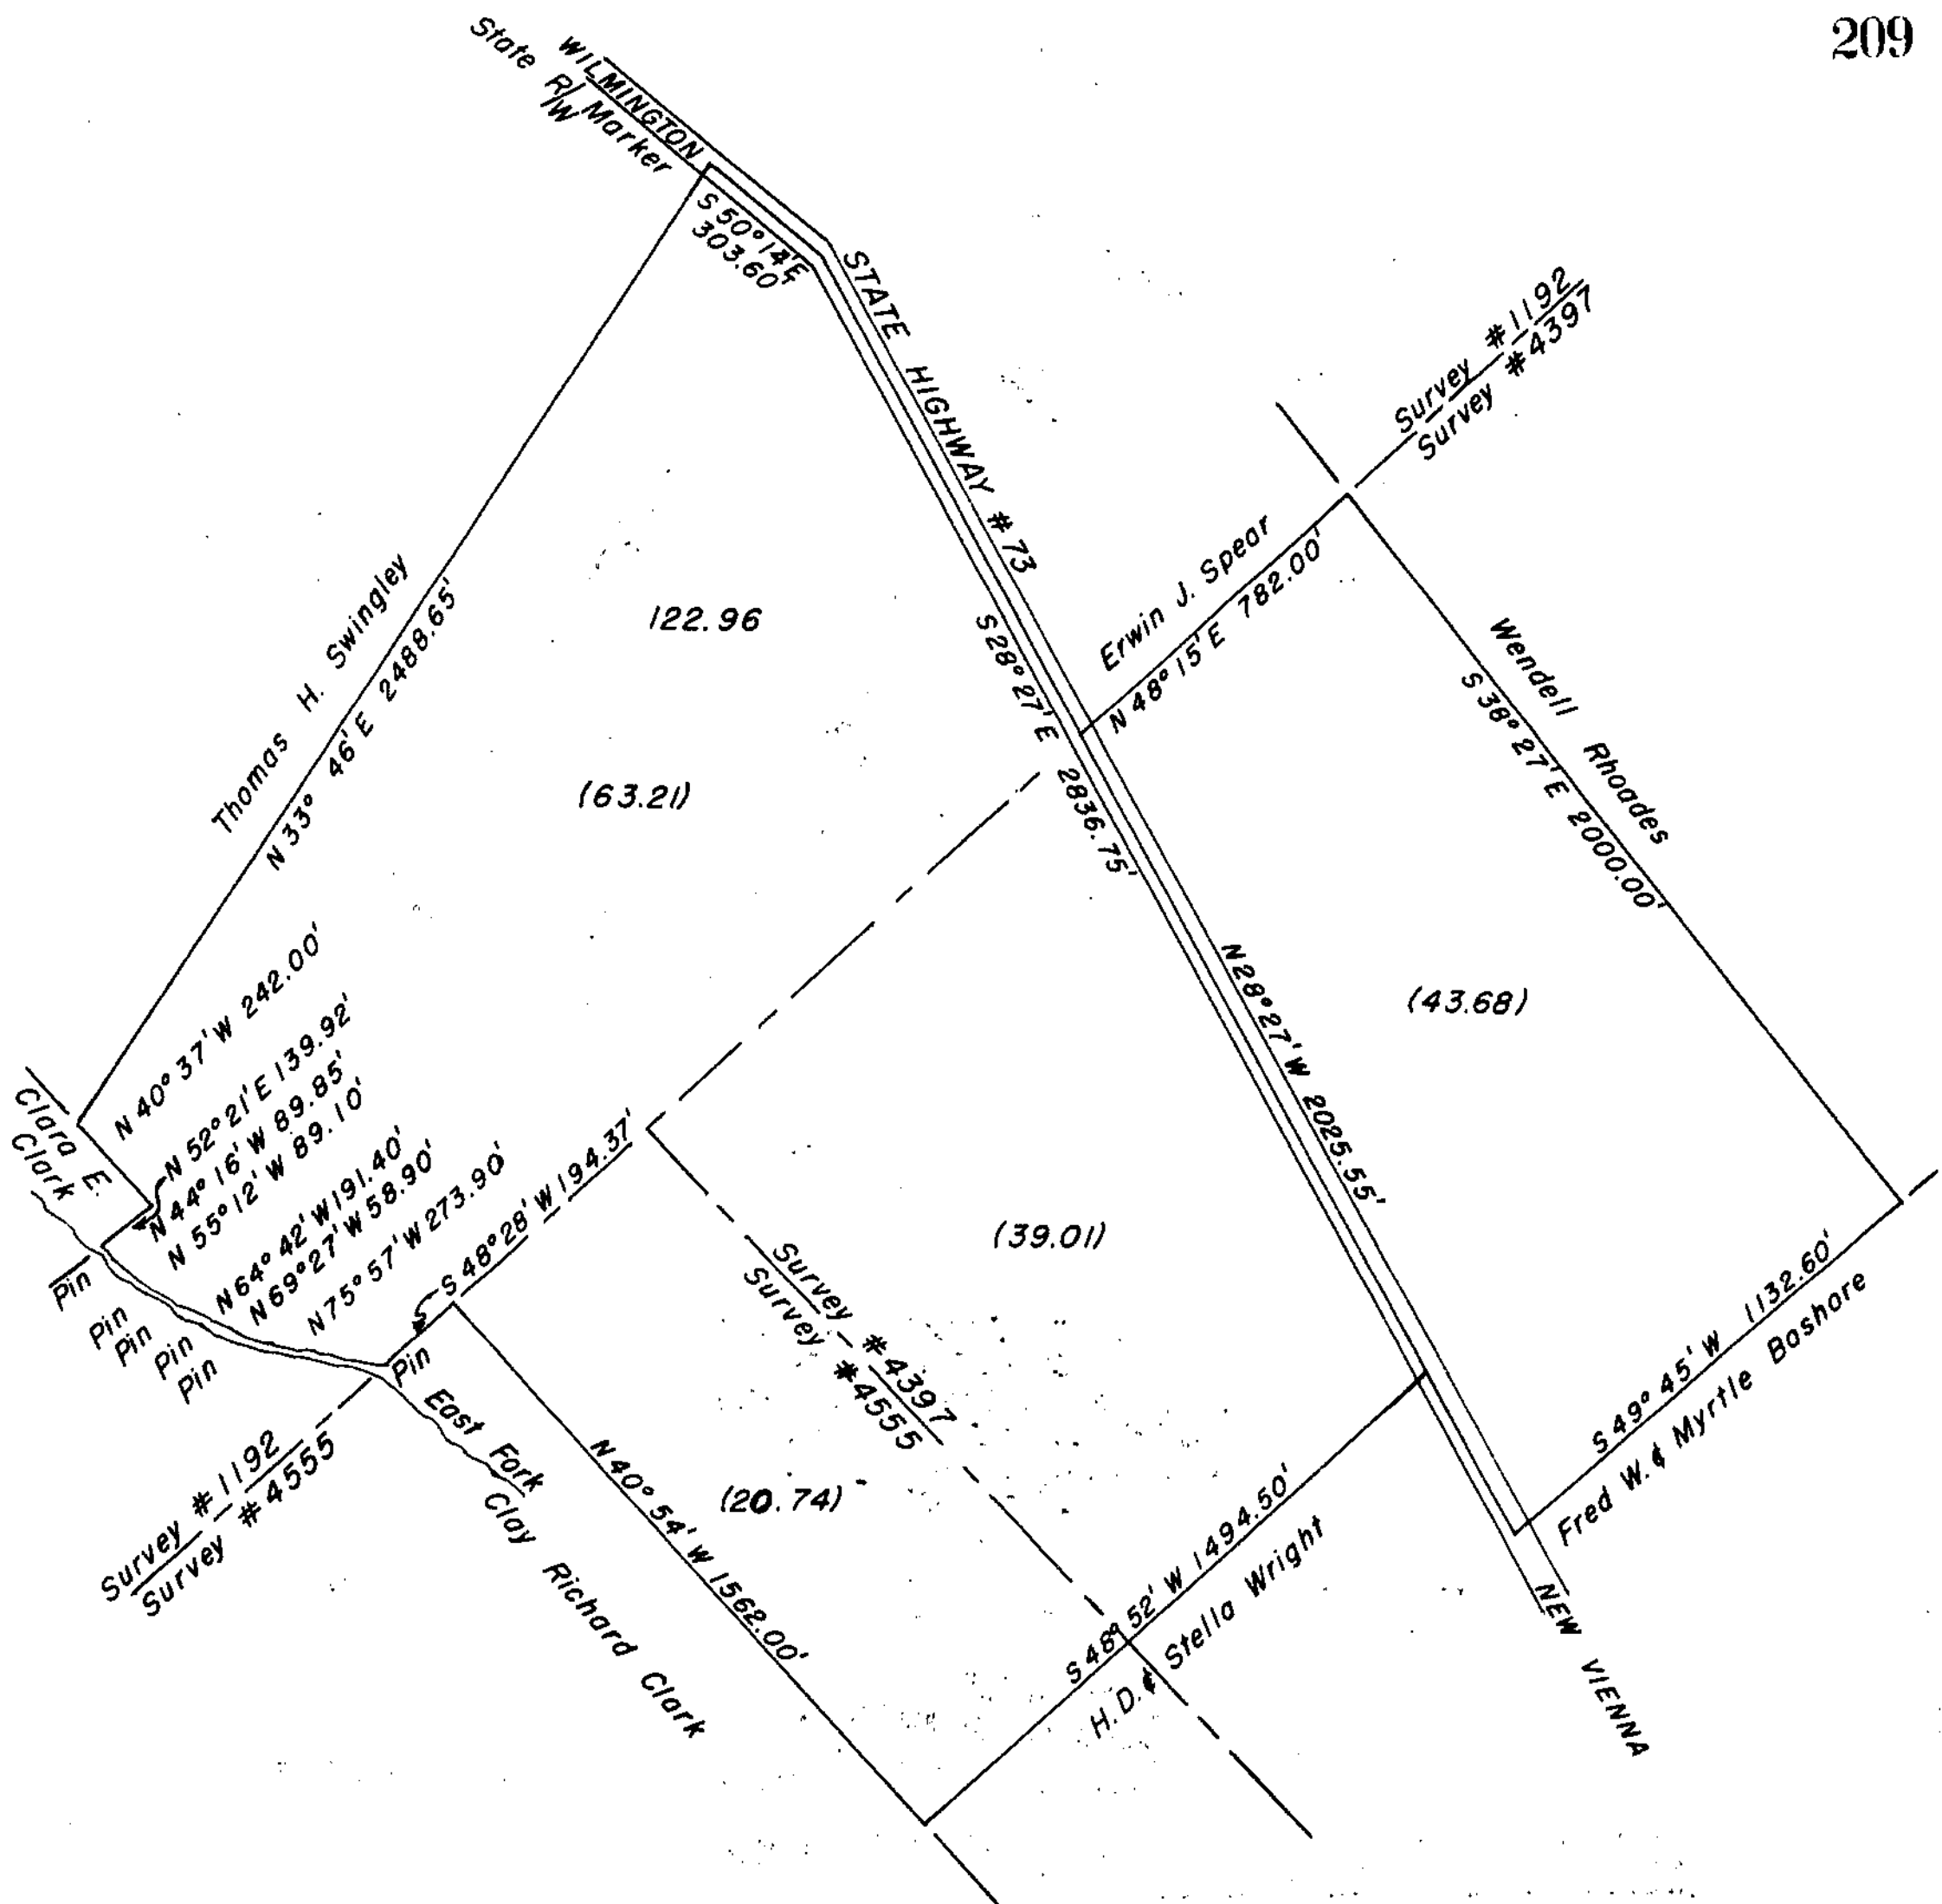 209
State R/W Marker
WILMINGTON
S 50° 14' E
303.60'
STATE HIGHWAY # 73
Survey #1192
Survey #4397
Thomas H. Swingley
N 33° 46' E 2488.65'
122.96
(63.21)
S 28° 27' E 2836.75'
Erwin J. Spear
N 48° 15' E 782.00'
Wendell Rhoades
S 38° 27' E 2000.00'
(43.68)
N 28° 27' W 2025.55'
N 40° 37' W 242.00'
N 52° 21' E 139.92'
N 44° 16' W 89.85'
N 55° 12' W 89.10'
N 64° 42' W 191.40'
N 69° 27' W 58.90'
N 75° 57' W 273.90'
S 48° 28' W 194.37'
Clara E.
Clark
Pin
Pin
Pin
Pin
Pin
Pin
East Fork
Survey #1192
Survey #4555
Survey #4397
Survey #4555
(39.01)
(20.74)
N 40° 54' W 1562.00'
Clay Richard Clark
S 48° 52' W 1494.50'
H.D. & Stella Wright
S 49° 45' W 1132.60'
Fred W. & Myrtle Bashore
NEW VIENNA